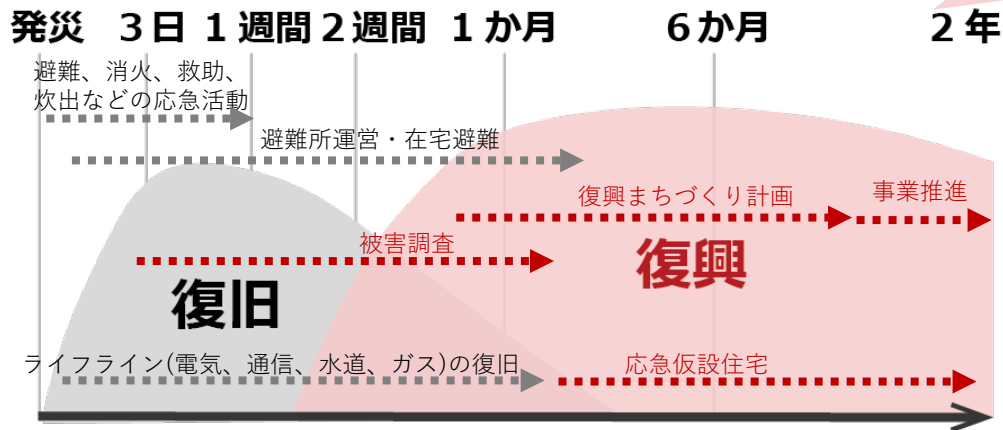 発災 3日 1週間 2週間 1か月 6か月 2年
避難、消火、救助、
炊出などの応急活動
避難所運営・在宅避難
復興まちづくり計画
事業推進
被害調査
復興
復旧
ライフライン(電気、通信、水道、ガス)の復旧
応急仮設住宅